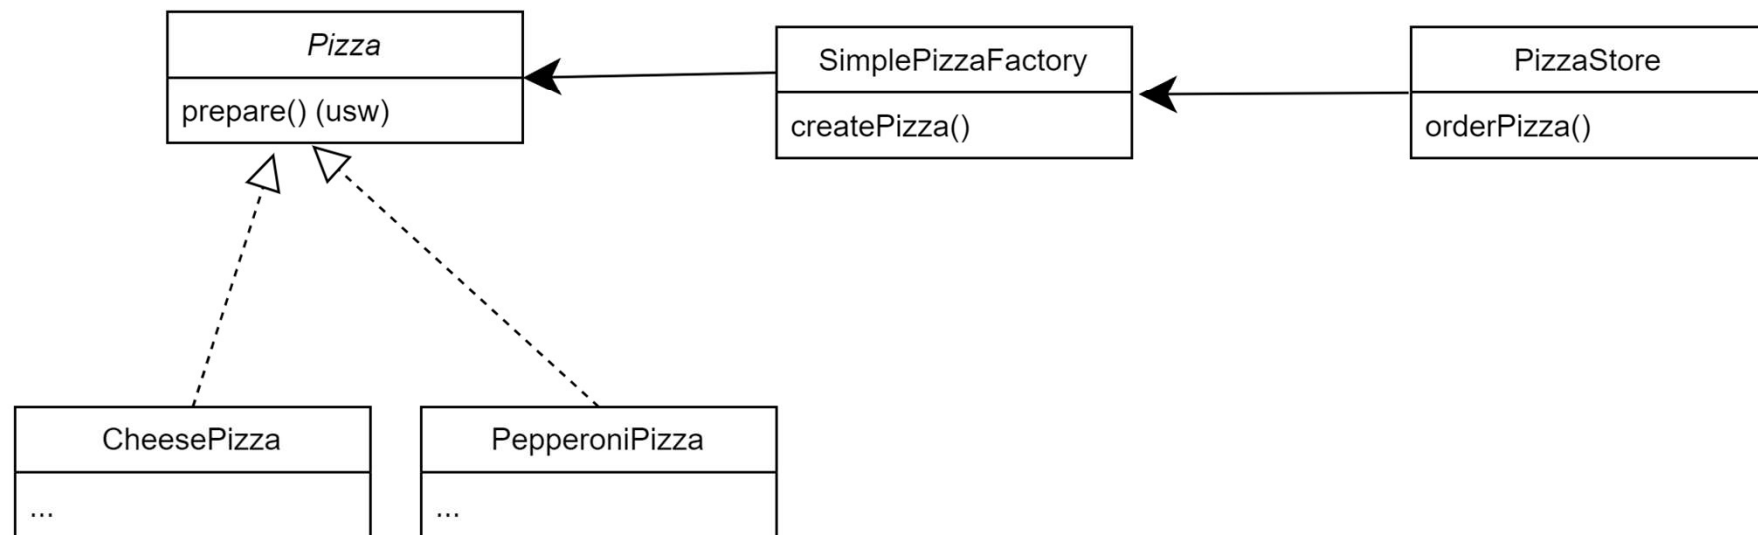 Pizza
prepare() (usw)
SimplePizzaFactory
createPizza()
PizzaStore
orderPizza()
CheesePizza
...
PepperoniPizza
...